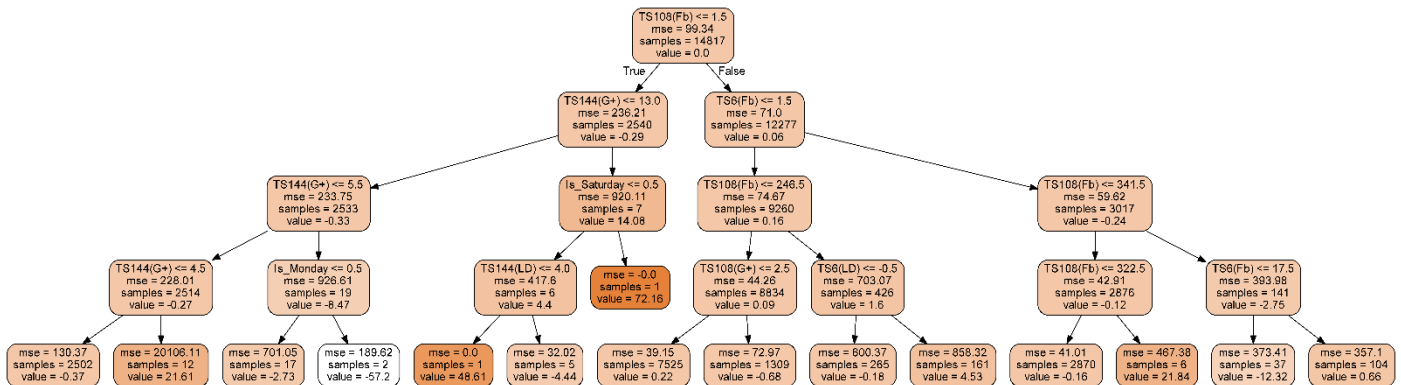 TS108(Fb) <= 1.5
mse = 99.34
samples = 14817
value = 0.0
True
False
TS144(G+) <= 13.0
mse = 236.21
samples = 2540
value = -0.29
TS6(Fb) <= 1.5
mse = 71.0
samples = 12277
value = 0.06
TS144(G+) <= 5.5
mse = 233.75
samples = 2533
value = -0.33
Is_Saturday <= 0.5
mse = 920.11
samples = 7
value = 14.08
TS108(Fb) <= 246.5
mse = 74.67
samples = 9260
value = 0.16
TS108(Fb) <= 341.5
mse = 59.62
samples = 3017
value = -0.24
TS144(G+) <= 4.5
mse = 228.01
samples = 2514
value = -0.27
Is_Monday <= 0.5
mse = 926.61
samples = 19
value = -8.47
TS144(LD) <= 4.0
mse = 417.6
samples = 6
value = 4.4
mse = -0.0
samples = 1
value = 72.16
TS108(G+) <= 2.5
mse = 44.26
samples = 8834
value = 0.09
TS6(LD) <= -0.5
mse = 703.07
samples = 426
value = 1.6
TS108(Fb) <= 322.5
mse = 42.91
samples = 2876
value = -0.12
TS6(Fb) <= 17.5
mse = 393.98
samples = 141
value = -2.75
mse = 130.37
samples = 2502
value = -0.37
mse = 20106.11
samples = 12
value = 21.61
mse = 701.05
samples = 17
value = -2.73
mse = 189.62
samples = 2
value = -57.2
mse = 0.0
samples = 1
value = 48.61
mse = 32.02
samples = 5
value = -4.44
mse = 39.15
samples = 7525
value = 0.22
mse = 72.97
samples = 1309
value = -0.68
mse = 600.37
samples = 265
value = -0.18
mse = 858.32
samples = 161
value = 4.53
mse = 41.01
samples = 2870
value = -0.16
mse = 467.38
samples = 6
value = 21.84
mse = 373.41
samples = 37
value = -12.32
mse = 357.1
samples = 104
value = 0.66